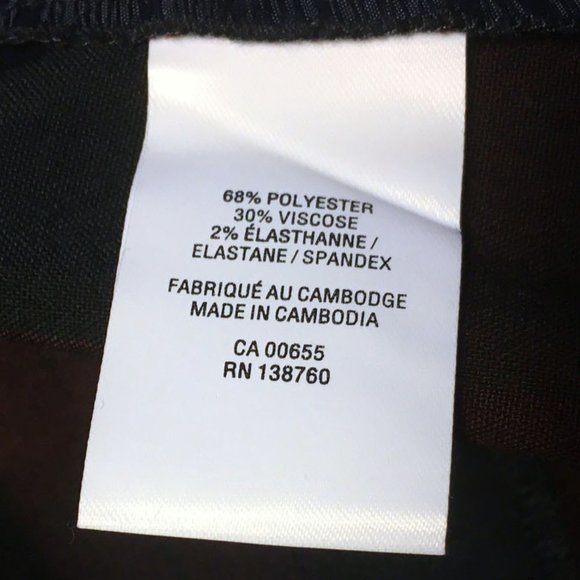 68% POLYESTER
30% VISCOSE
2% ÉLASTHANNE /
ELASTANE / SPANDEX
FABRIQUÉ AU CAMBODGE
MADE IN CAMBODIA
CA 00655
RN 138760